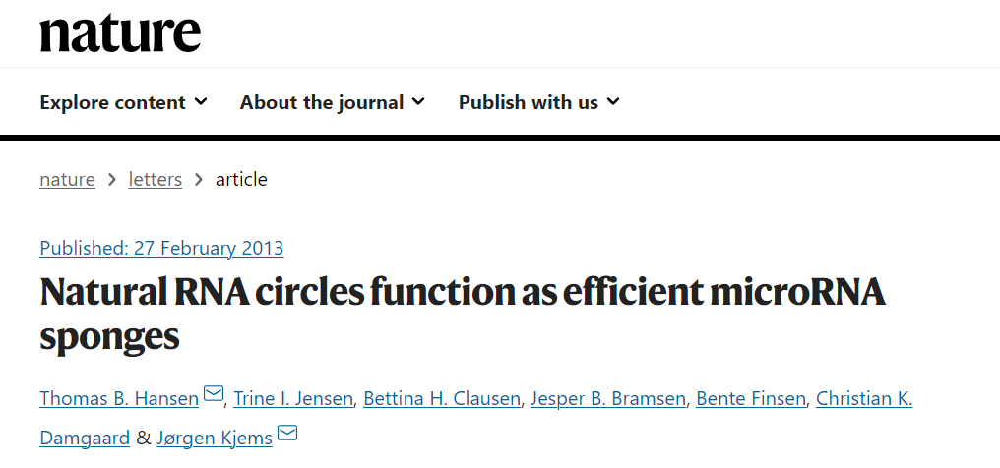 nature
Explore content About the journal Publish with us
nature > letters > article
Published: 27 February 2013
Natural RNA circles function as efficient microRNA
sponges
Thomas B. Hansen, Trine I. Jensen, Bettina H. Clausen, Jesper B. Bramsen, Bente Finsen, Christian K.
Damgaard & Jørgen Kjems